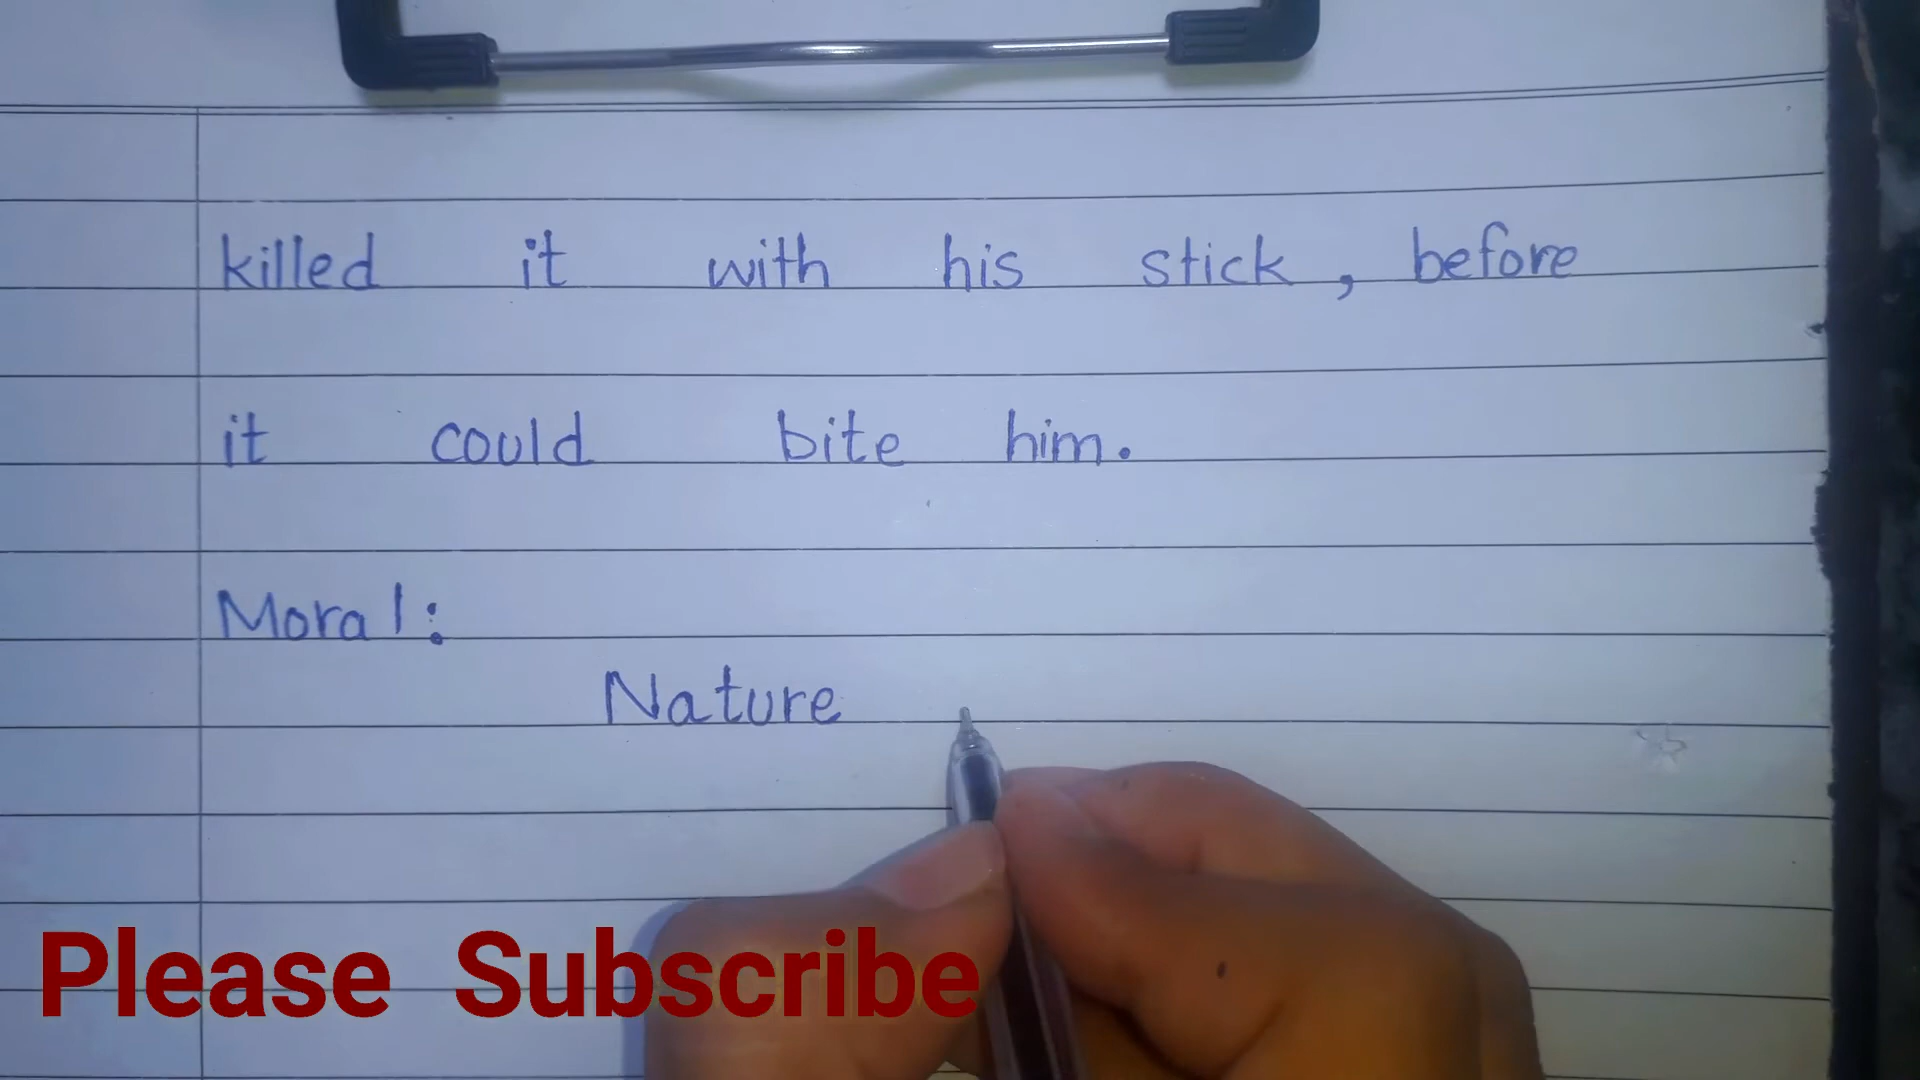 killed it with his stick, before
it could bite him.
Moral:
Nature
Please Subscribe